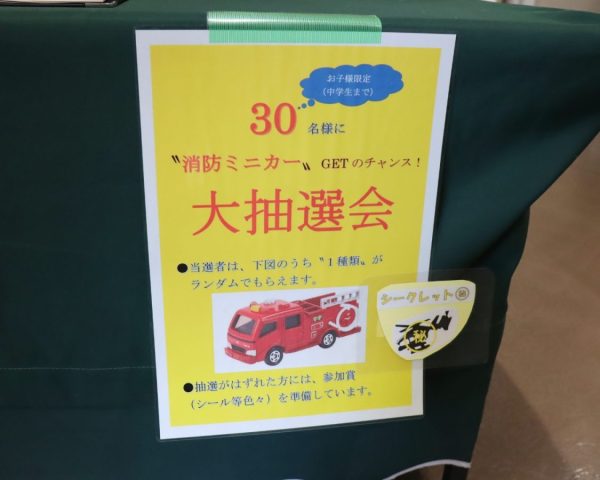 お子様限定
(中学生まで)
30名様に
〝消防ミニカー〟GETのチャンス！
大抽選会
●当選者は、下図のうち〝1種類〟が
ランダムでもらえます。
シークレット㊙
秘
●抽選がはずれた方には、参加賞
(シール等色々)を準備しています。